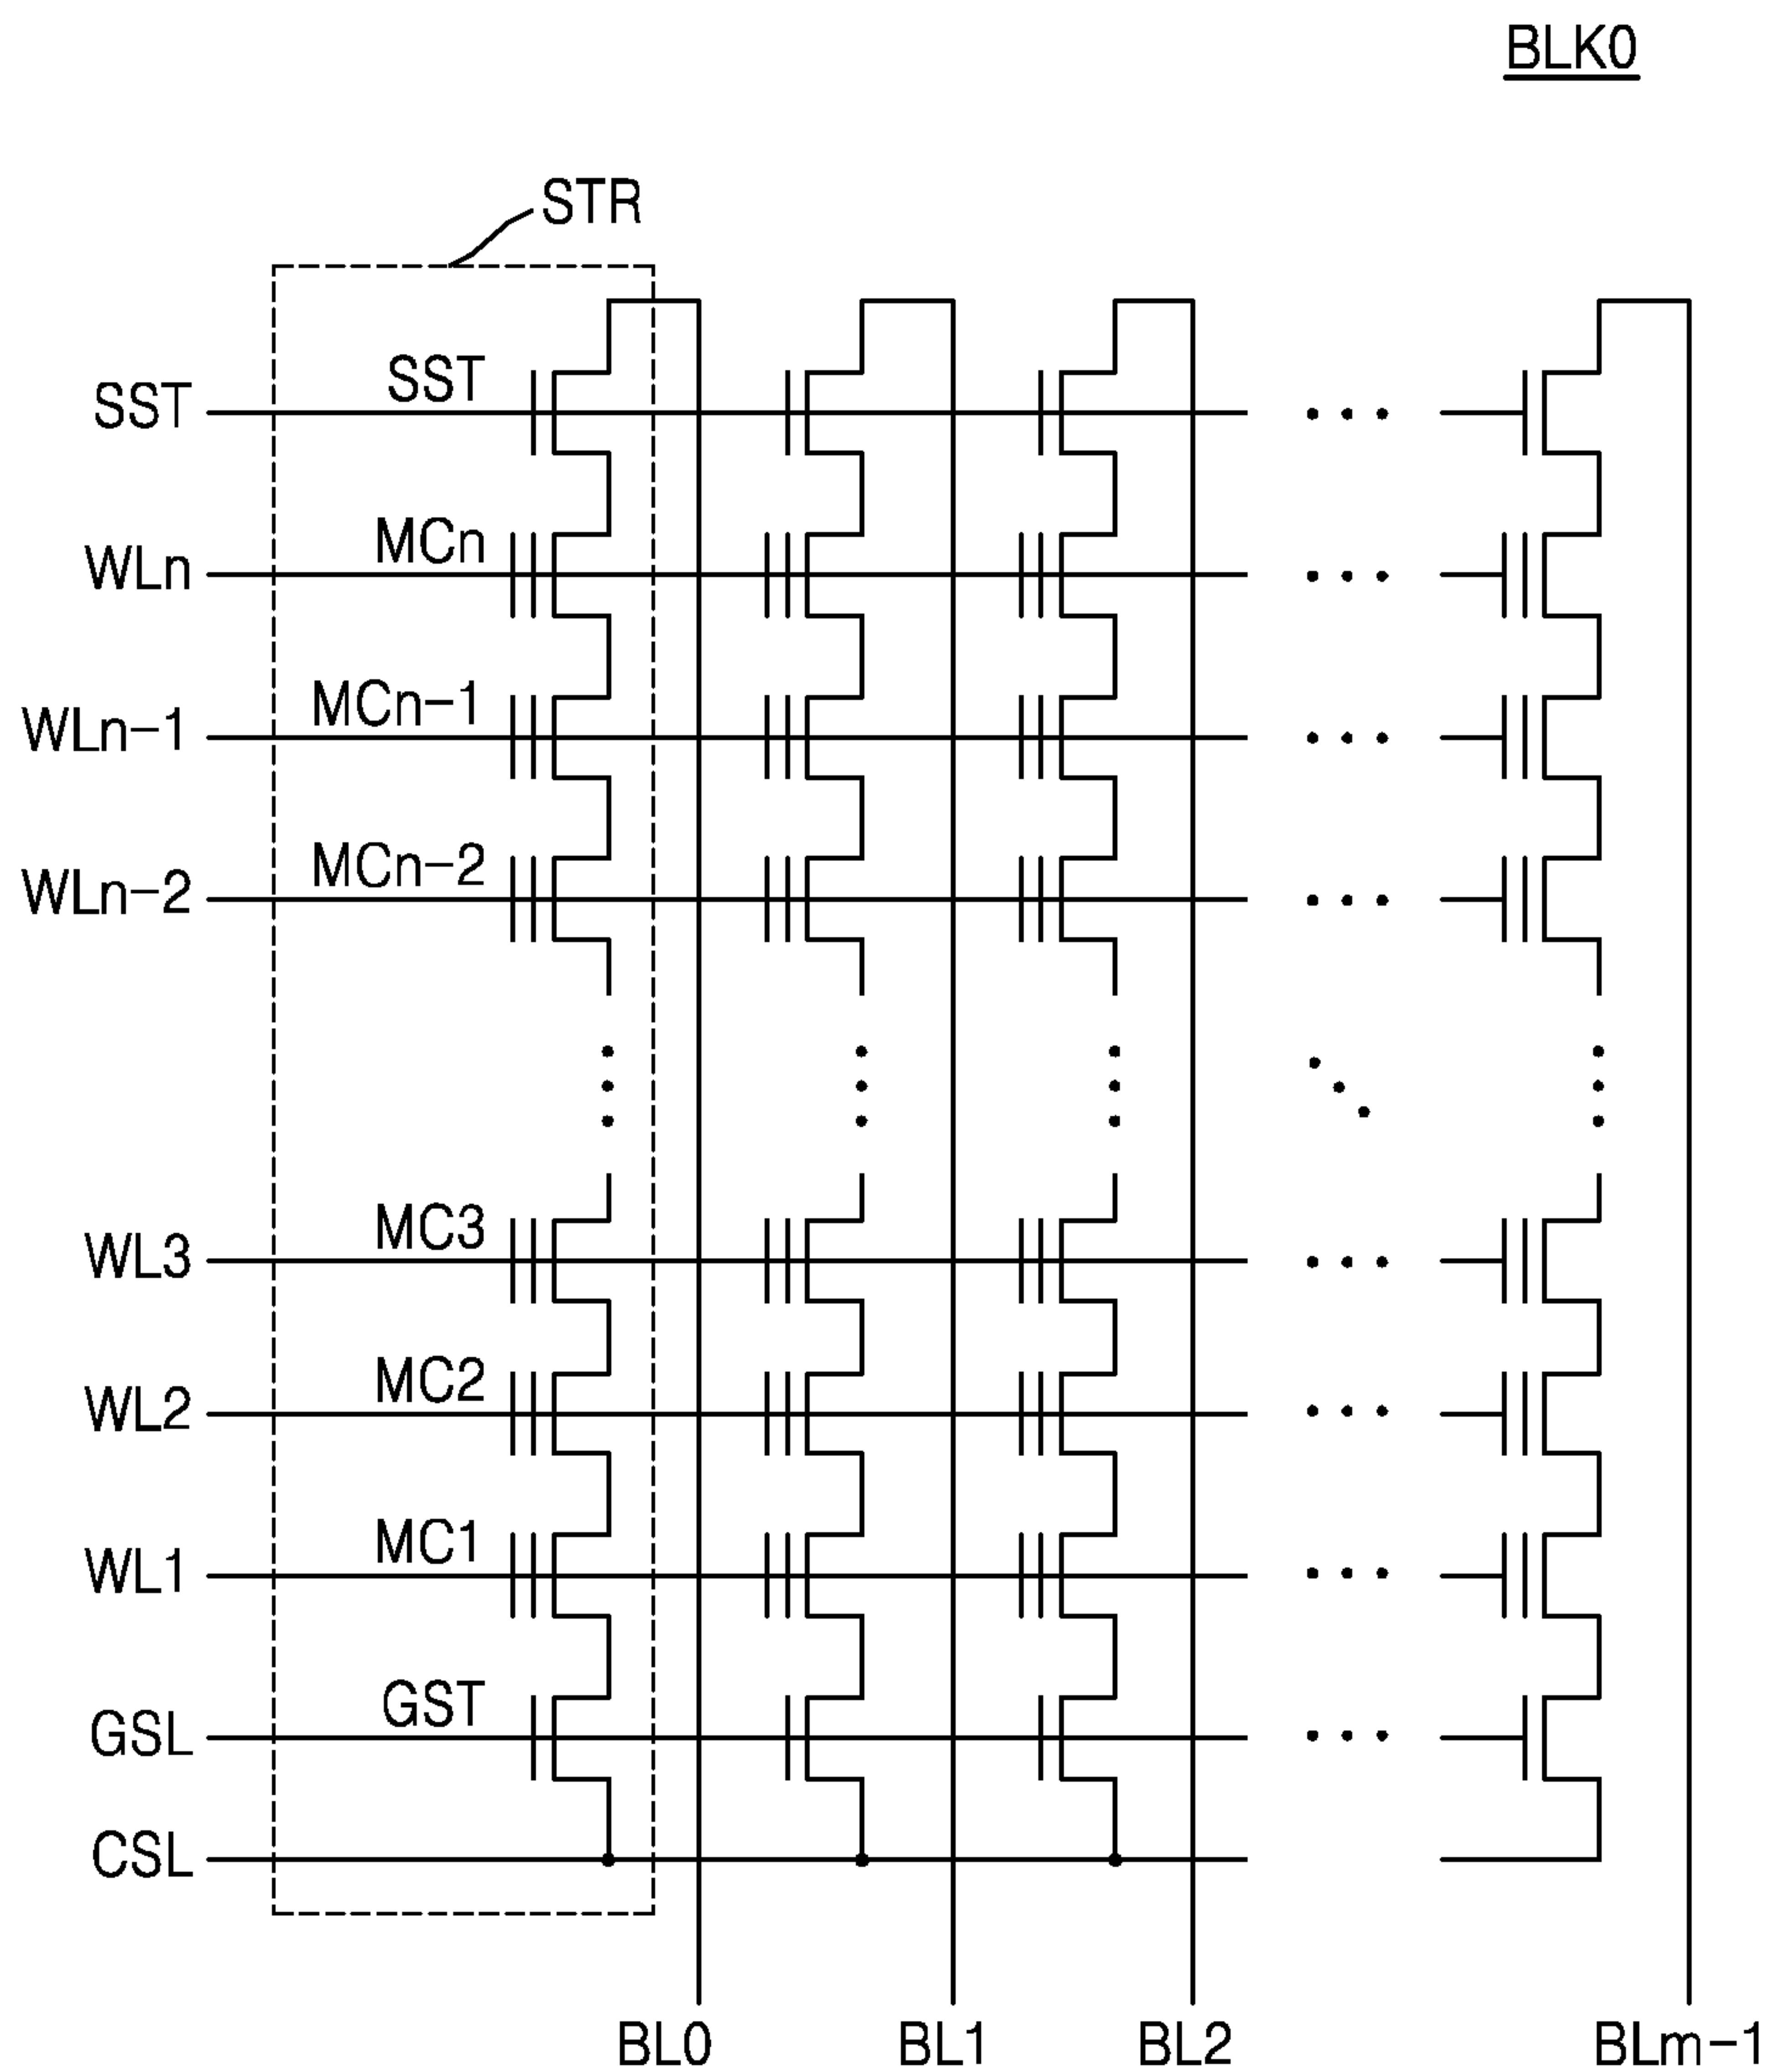 BLK0
STR
SST SST
WLn MCn
WLn-1 MCn-1
WLn-2 MCn-2
WL3 MC3
WL2 MC2
WL1 MC1
GSL GST
CSL
BL0 BL1 BL2 BLm-1